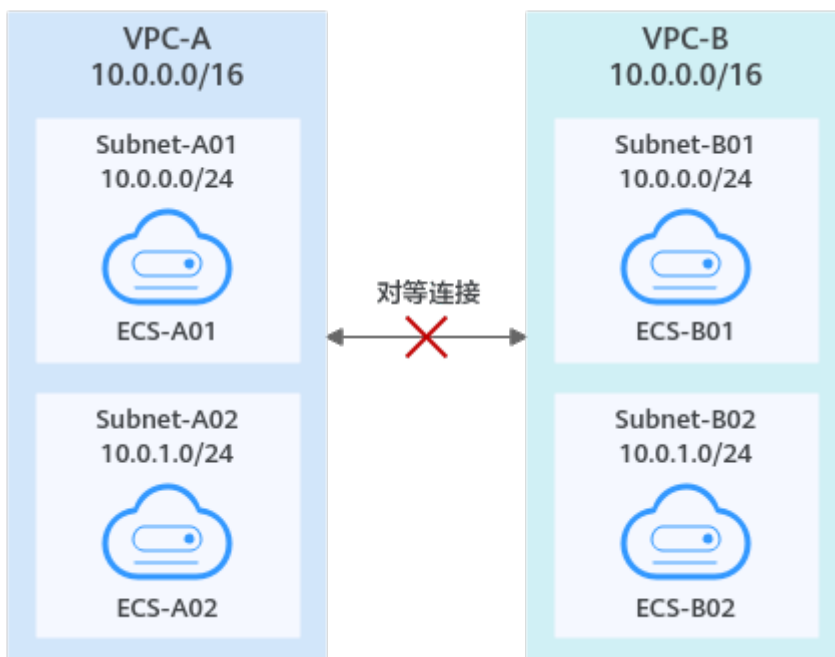 VPC-A
10.0.0.0/16
Subnet-A01
10.0.0.0/24
ECS-A01
Subnet-A02
10.0.1.0/24
ECS-A02
对等连接
VPC-B
10.0.0.0/16
Subnet-B01
10.0.0.0/24
ECS-B01
Subnet-B02
10.0.1.0/24
ECS-B02